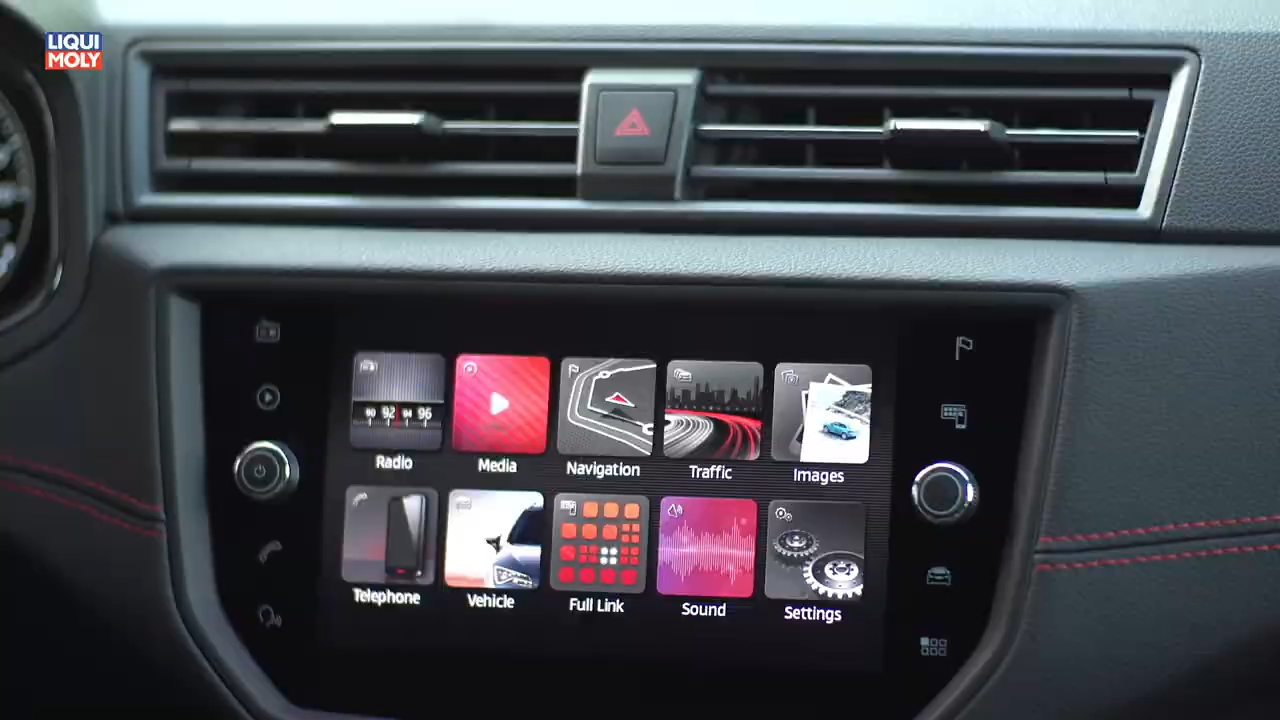 LIQUI
MOLY
90 92 94 96
Radio
Media
Navigation
Traffic
Images
Telephone
Vehicle
Full Link
Sound
Settings